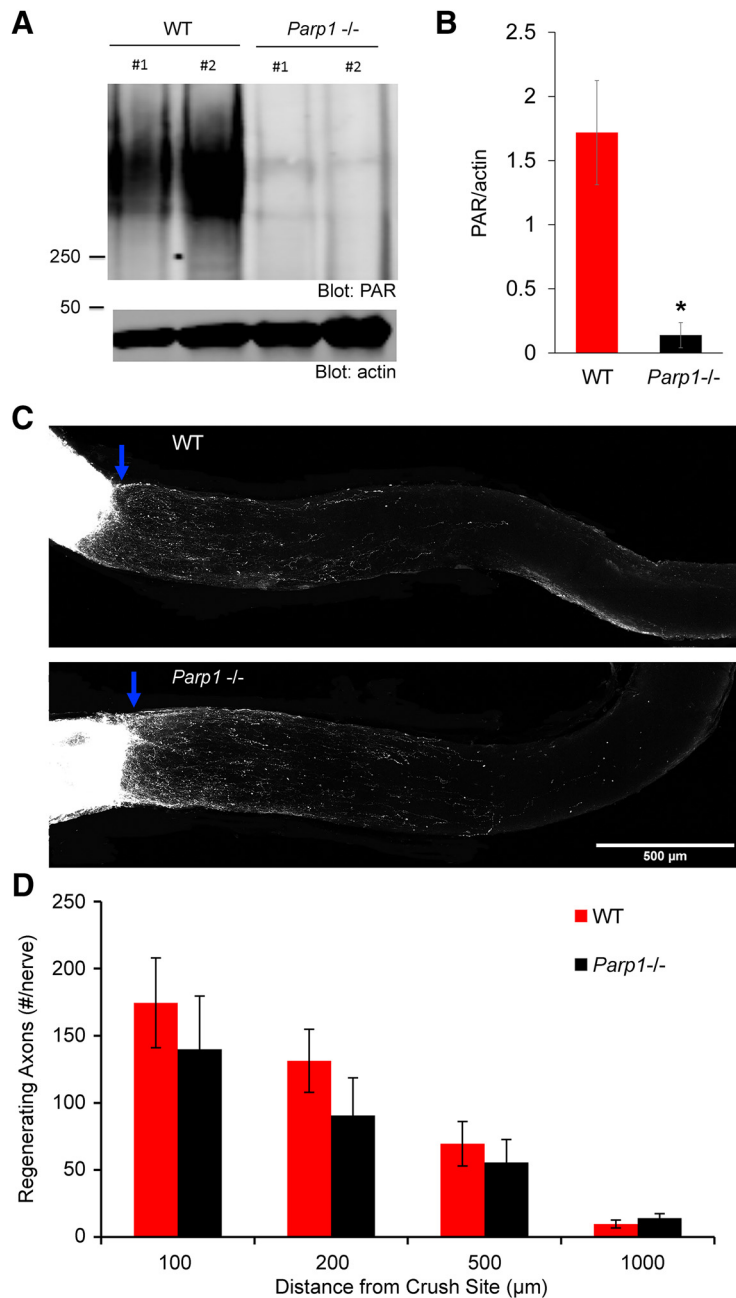 A
WT
Parp1 -/-
#1
#2
#1
#2
250
Blot: PAR
50
Blot: actin
B
2.5
2
1.5
1
0.5
0
PAR/actin
*
WT
Parp1-/-
C
WT
Parp1 -/-
500 µm
D
250
200
150
100
50
0
Regenerating Axons (#/nerve)
WT
Parp1-/-
100
200
500
1000
Distance from Crush Site (µm)